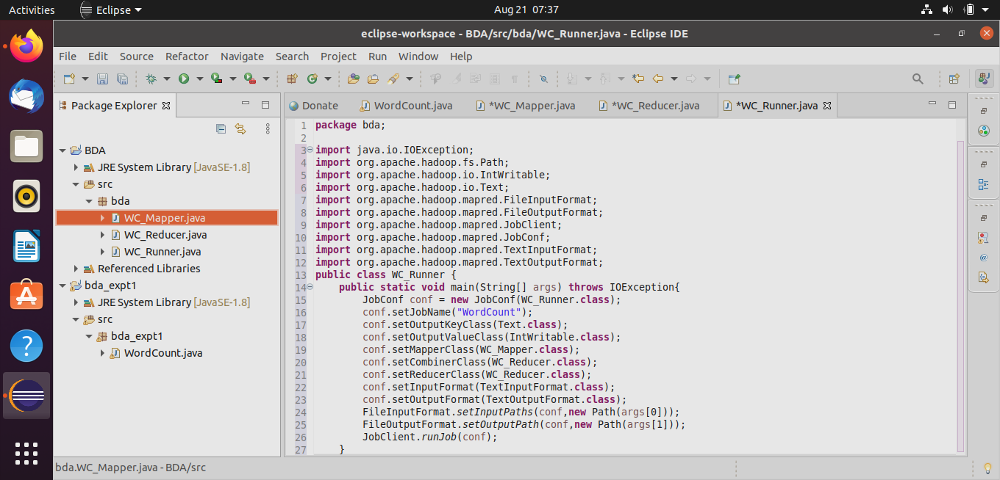 Activities Eclipse Aug 21 07:37
eclipse-workspace - BDA/src/bda/WC_Runner.java - Eclipse IDE
File Edit Source Refactor Navigate Search Project Run Window Help
Package Explorer
BDA
JRE System Library [JavaSE-1.8]
src
bda
WC_Mapper.java
WC_Reducer.java
WC_Runner.java
Referenced Libraries
bda_expt1
JRE System Library [JavaSE-1.8]
src
bda_expt1
WordCount.java
Donate WordCount.java *WC_Mapper.java *WC_Reducer.java *WC_Runner.java
1 package bda;
2
3 import java.io.IOException;
4 import org.apache.hadoop.fs.Path;
5 import org.apache.hadoop.io.IntWritable;
6 import org.apache.hadoop.io.Text;
7 import org.apache.hadoop.mapred.FileInputFormat;
8 import org.apache.hadoop.mapred.FileOutputFormat;
9 import org.apache.hadoop.mapred.JobClient;
10 import org.apache.hadoop.mapred.JobConf;
11 import org.apache.hadoop.mapred.TextInputFormat;
12 import org.apache.hadoop.mapred.TextOutputFormat;
13 public class WC_Runner {
14 public static void main(String[] args) throws IOException{
15 JobConf conf = new JobConf(WC_Runner.class);
16 conf.setJobName("WordCount");
17 conf.setOutputKeyClass(Text.class);
18 conf.setOutputValueClass(IntWritable.class);
19 conf.setMapperClass(WC_Mapper.class);
20 conf.setCombinerClass(WC_Reducer.class);
21 conf.setReducerClass(WC_Reducer.class);
22 conf.setInputFormat(TextInputFormat.class);
23 conf.setOutputFormat(TextOutputFormat.class);
24 FileInputFormat.setInputPaths(conf,new Path(args[0]));
25 FileOutputFormat.setOutputPath(conf,new Path(args[1]));
26 JobClient.runJob(conf);
27 }
bda.WC_Mapper.java - BDA/src